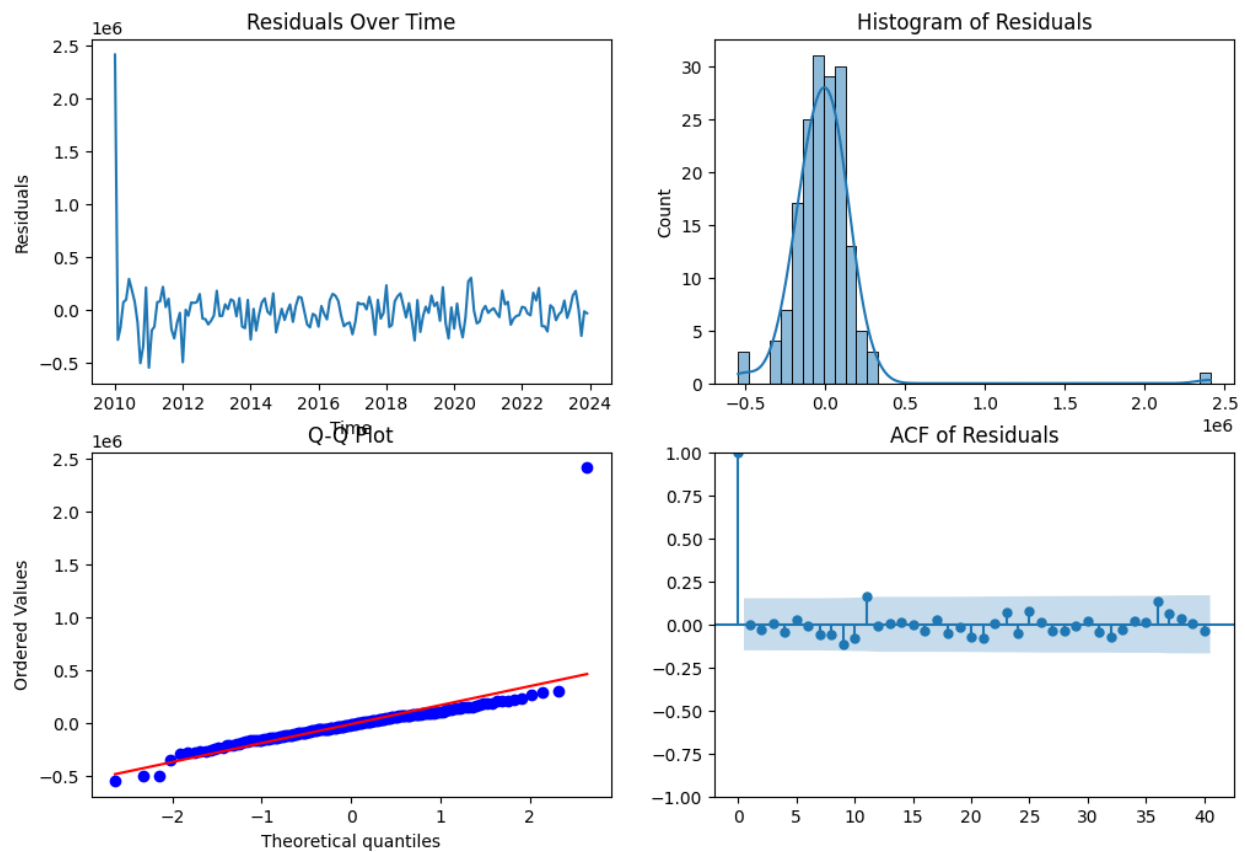 Residuals Over Time
1e6
2.5
2.0
1.5
1.0
0.5
0.0
−0.5
Residuals
2010 2012 2014 2016 2018 2020 2022 2024
Time
Histogram of Residuals
30
25
20
15
10
5
0
Count
−0.5 0.0 0.5 1.0 1.5 2.0 2.5
1e6
Q-Q Plot
1e6
2.5
2.0
1.5
1.0
0.5
0.0
−0.5
Ordered Values
−2 −1 0 1 2
Theoretical quantiles
ACF of Residuals
1.00
0.75
0.50
0.25
0.00
−0.25
−0.50
−0.75
−1.00
0 5 10 15 20 25 30 35 40